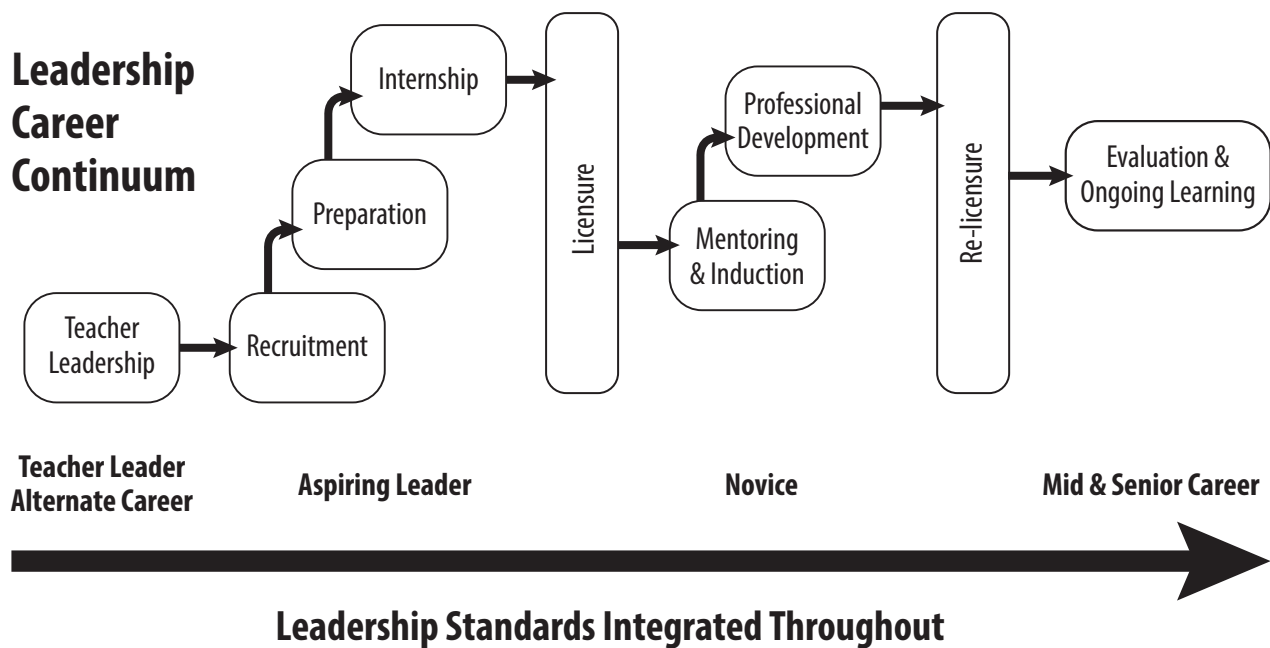 Leadership
Career
Continuum
Teacher
Leadership
Recruitment
Preparation
Internship
Licensure
Mentoring
& Induction
Professional
Development
Re-licensure
Evaluation &
Ongoing Learning
Teacher Leader
Alternate Career
Aspiring Leader
Novice
Mid & Senior Career
Leadership Standards Integrated Throughout